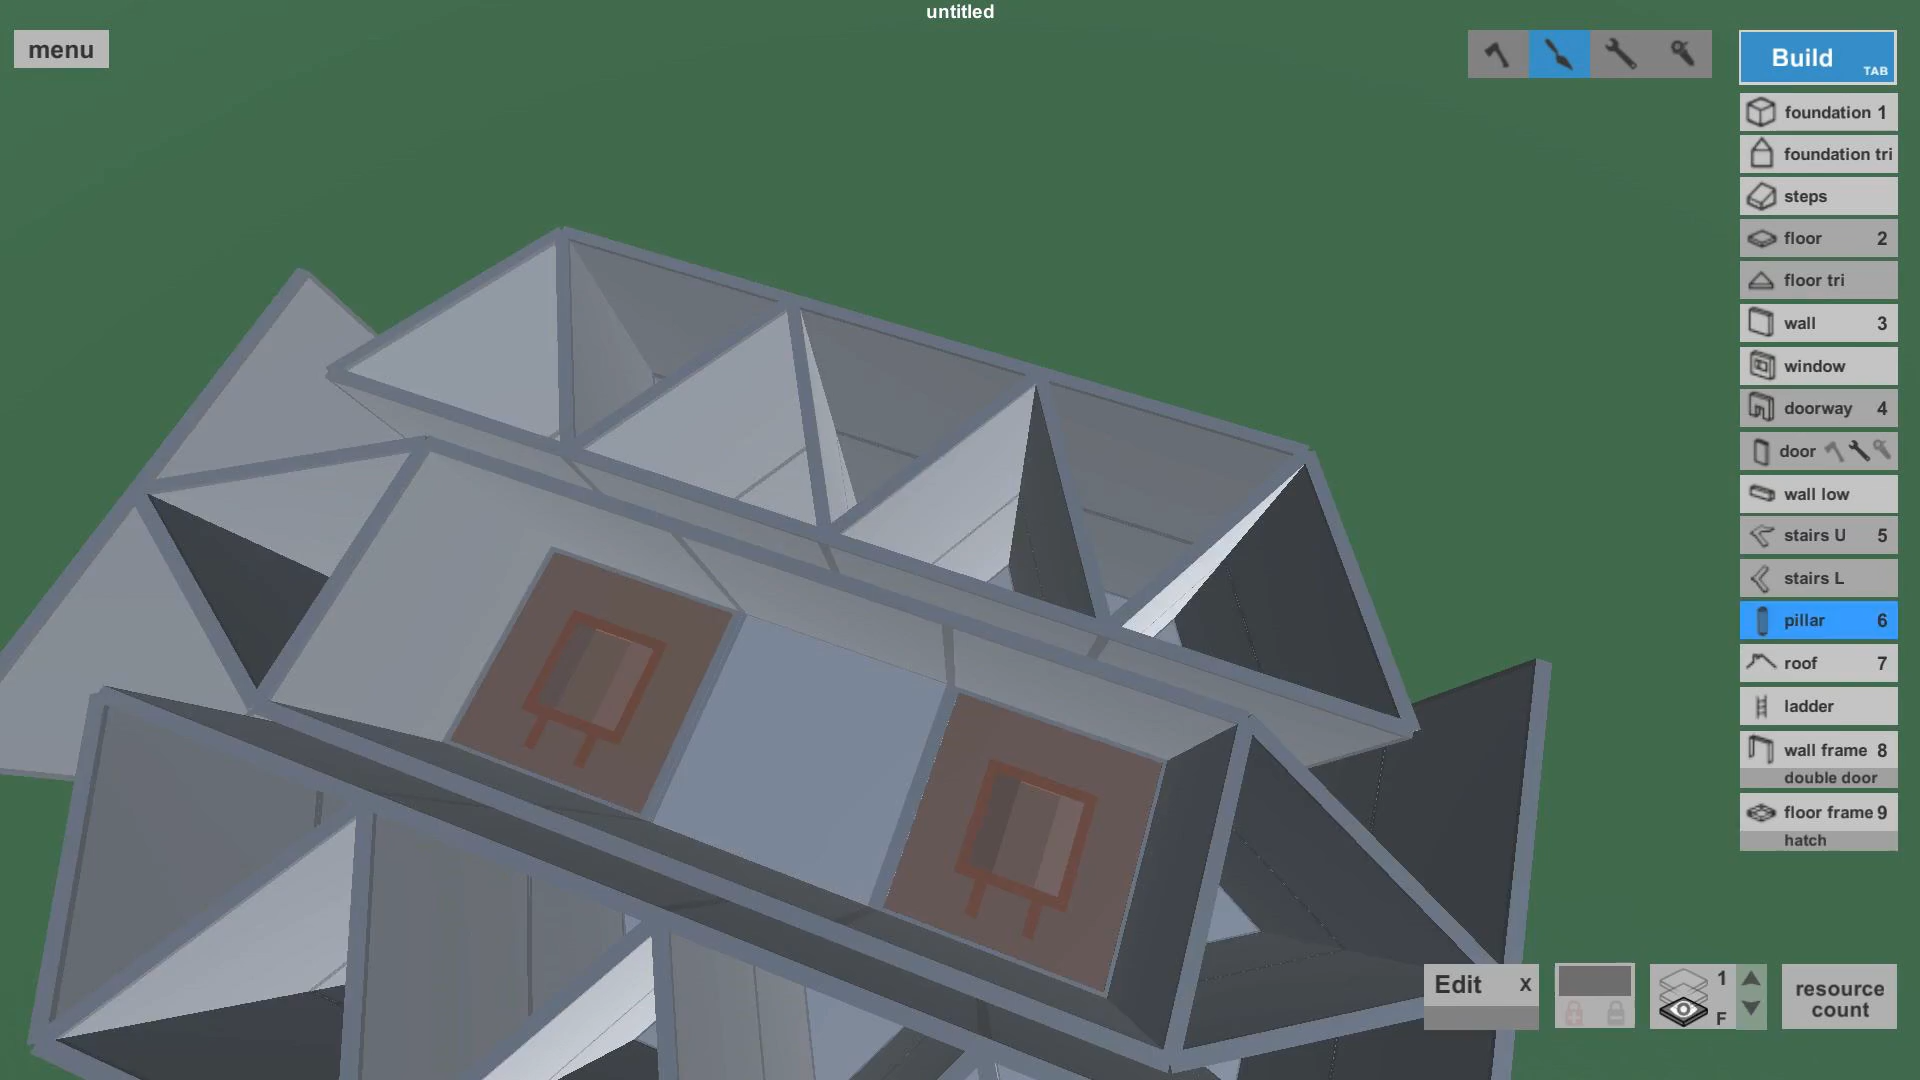 untitled
menu
Build
TAB
foundation 1
foundation tri
steps
floor 2
floor tri
wall 3
window
doorway 4
door
wall low
stairs U 5
stairs L
pillar 6
roof 7
ladder
wall frame 8
double door
floor frame 9
hatch
Edit X
1
F
resource
count